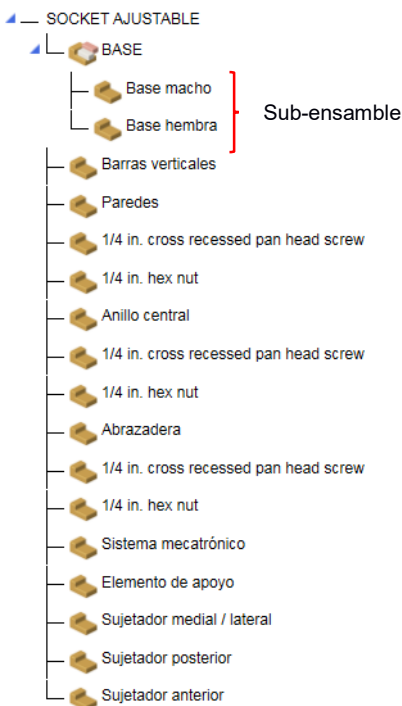 SOCKET AJUSTABLE
BASE
Base macho
Base hembra
Sub-ensamble
Barras verticales
Paredes
1/4 in. cross recessed pan head screw
1/4 in. hex nut
Anillo central
1/4 in. cross recessed pan head screw
1/4 in. hex nut
Abrazadera
1/4 in. cross recessed pan head screw
1/4 in. hex nut
Sistema mecatrónico
Elemento de apoyo
Sujetador medial / lateral
Sujetador posterior
Sujetador anterior